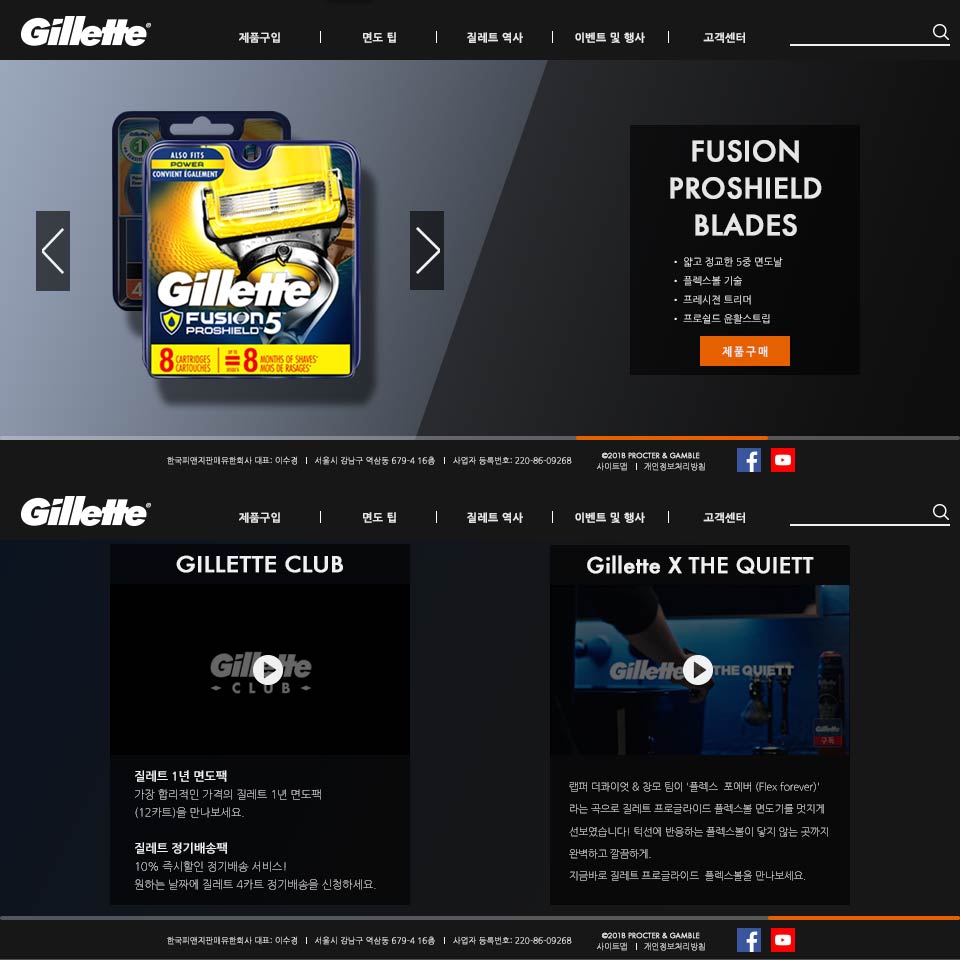 Gillette
제품구입 | 면도 팁 | 질레트 역사 | 이벤트 및 행사 | 고객센터
ALSO FITS
POWER
CONVIENT ÉGALEMENT
Gillette
FUSION5
PROSHIELD™
8 CARTRIDGES CARTOUCHES = 8 MONTHS OF SHAVES* MOIS DE RASAGES*
FUSION
PROSHIELD
BLADES
• 얇고 정교한 5중 면도날
• 플렉스볼 기술
• 프레시젼 트리머
• 프로쉴드 윤활스트립
제품구매
한국피앤지판매유한회사 대표: 이수경 | 서울시 강남구 역삼동 679-4 16층 | 사업자 등록번호: 220-86-09268
©2018 PROCTER & GAMBLE
사이트맵 | 개인정보처리방침
Gillette
제품구입 | 면도 팁 | 질레트 역사 | 이벤트 및 행사 | 고객센터
GILLETTE CLUB
Gillette
CLUB
질레트 1년 면도팩
가장 합리적인 가격의 질레트 1년 면도팩
(12카트)을 만나보세요.
질레트 정기배송팩
10% 즉시할인 정기배송 서비스!
원하는 날짜에 질레트 4카트 정기배송을 신청하세요.
Gillette X THE QUIETT
Gillette THE QUIETT
Gillette
구독
랩퍼 더콰이엇 & 창모 팀이 '플렉스 포에버 (Flex forever)'
라는 곡으로 질레트 프로글라이드 플렉스볼 면도기를 멋지게
선보였습니다! 턱선에 반응하는 플렉스볼이 닿지 않는 곳까지
완벽하고 깔끔하게.
지금바로 질레트 프로글라이드 플렉스볼을 만나보세요.
한국피앤지판매유한회사 대표: 이수경 | 서울시 강남구 역삼동 679-4 16층 | 사업자 등록번호: 220-86-09268
©2018 PROCTER & GAMBLE
사이트맵 | 개인정보처리방침